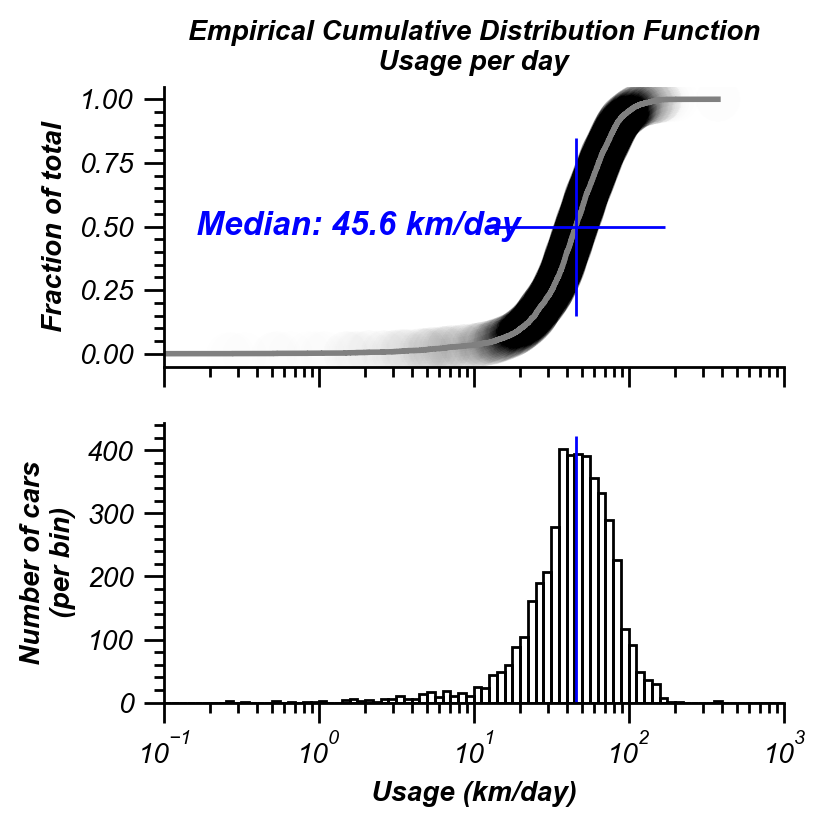 Empirical Cumulative Distribution Function
Usage per day
1.00
0.75
0.50
0.25
0.00
Fraction of total
Median: 45.6 km/day
400
300
200
100
0
Number of cars
(per bin)
10⁻¹ 10⁰ 10¹ 10² 10³
Usage (km/day)